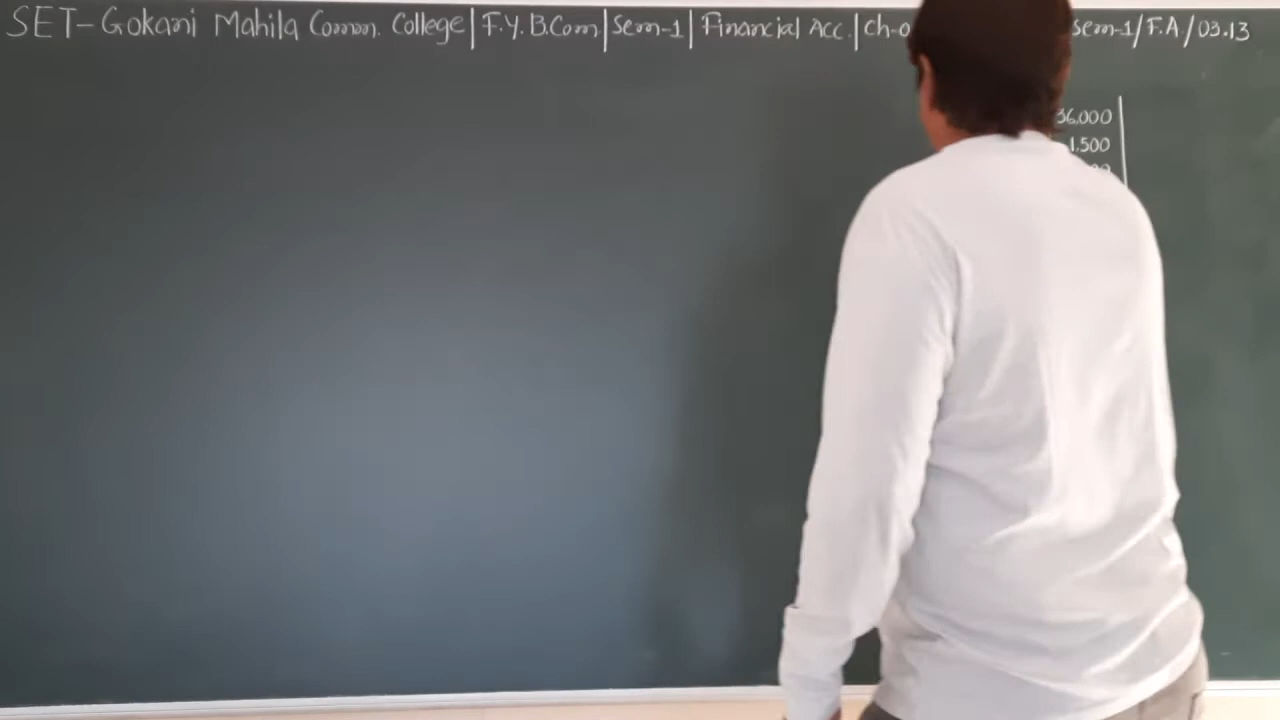 SET-Gokani Mahila Comm. College | F.Y. B.Com | Sem-1 | Financial Acc. | Ch-0 Sem-1/F.A/03.13
36.000
1.500